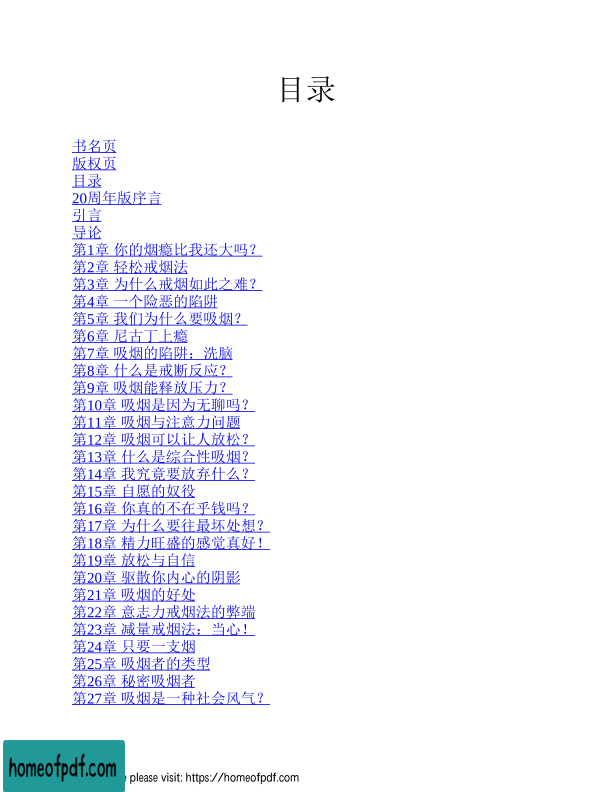 目录
书名页
版权页
目录
20周年版序言
引言
导论
第1章 你的烟瘾比我还大吗？
第2章 轻松戒烟法
第3章 为什么戒烟如此之难？
第4章 一个险恶的陷阱
第5章 我们为什么要吸烟？
第6章 尼古丁上瘾
第7章 吸烟的陷阱：洗脑
第8章 什么是戒断反应？
第9章 吸烟能释放压力？
第10章 吸烟是因为无聊吗？
第11章 吸烟与注意力问题
第12章 吸烟可以让人放松？
第13章 什么是综合性吸烟？
第14章 我究竟要放弃什么？
第15章 自愿的奴役
第16章 你真的不在乎钱吗？
第17章 为什么要往最坏处想？
第18章 精力旺盛的感觉真好！
第19章 放松与自信
第20章 驱散你内心的阴影
第21章 吸烟的好处
第22章 意志力戒烟法的弊端
第23章 减量戒烟法：当心！
第24章 只要一支烟
第25章 吸烟者的类型
第26章 秘密吸烟者
第27章 吸烟是一种社会风气？
homeofpdf.com
please visit: https://homeofpdf.com